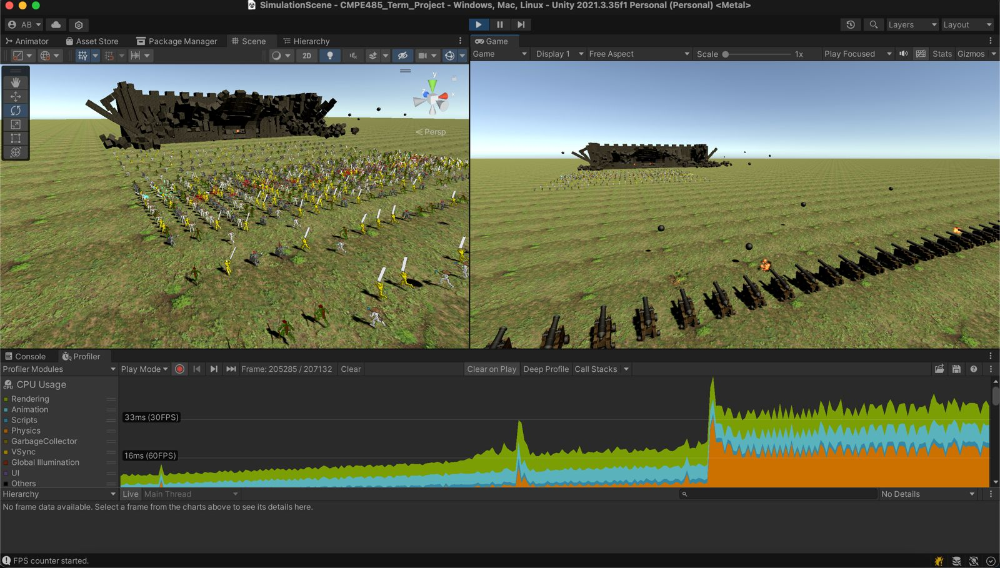 SimulationScene - CMPE485_Term_Project - Windows, Mac, Linux - Unity 2021.3.35f1 Personal (Personal) <Metal>
AB
Layers
Layout
Animator
Asset Store
Package Manager
Scene
Hierarchy
2D
y
x
z
Persp
Game
Game
Display 1
Free Aspect
Scale
1x
Play Focused
Stats
Gizmos
Console
Profiler
Profiler Modules
Play Mode
Frame: 205285 / 207132
Clear
Clear on Play
Deep Profile
Call Stacks
CPU
CPU Usage
Rendering
Animation
Scripts
Physics
GarbageCollector
VSync
Global Illumination
UI
Others
33ms (30FPS)
16ms (60FPS)
Hierarchy
Live
Main Thread
No Details
No frame data available. Select a frame from the charts above to see its details here.
FPS counter started.